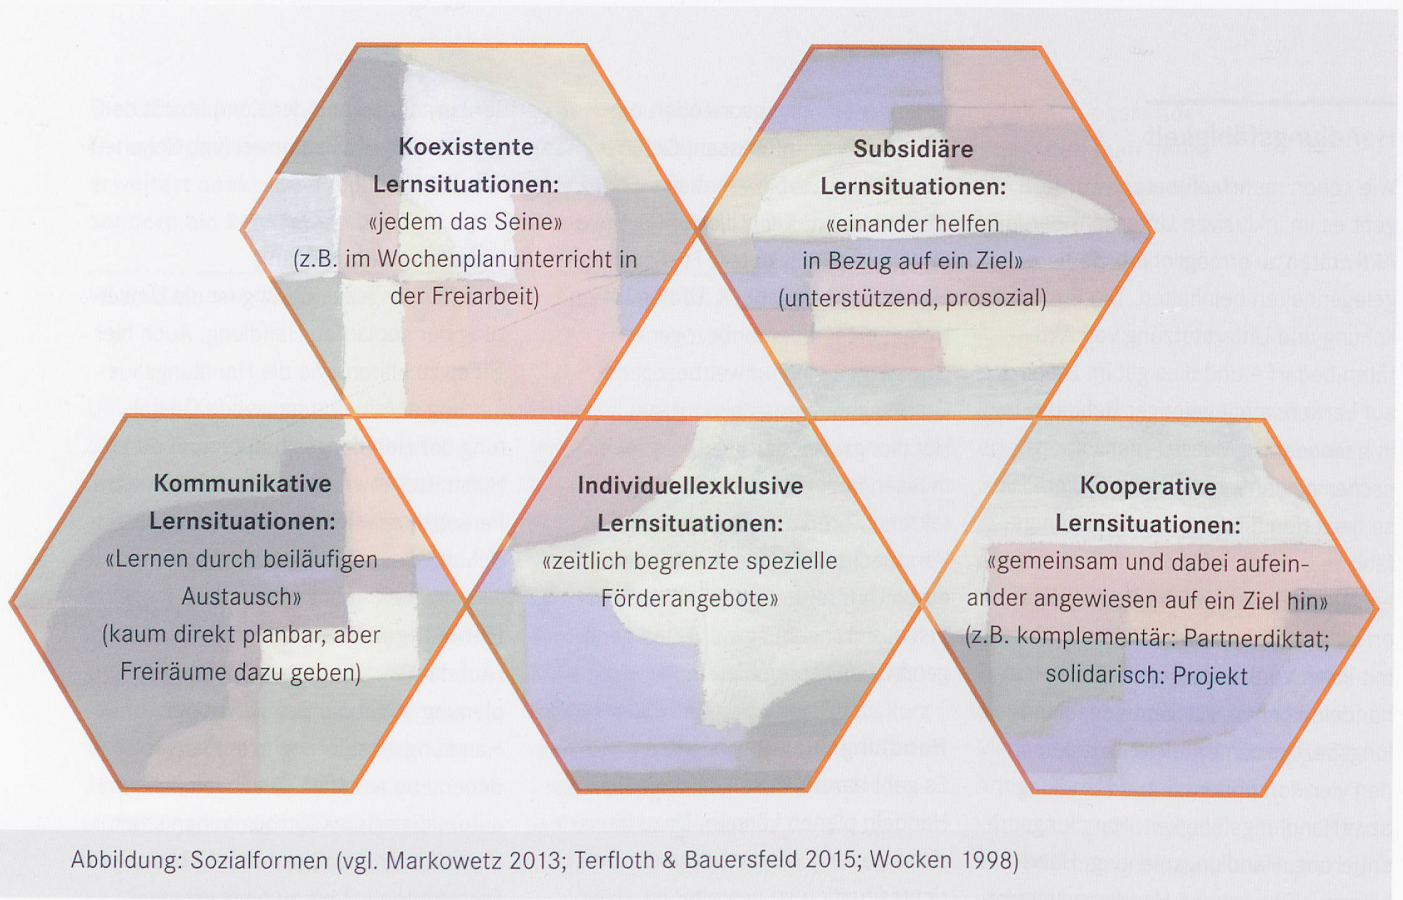 Koexistente
Lernsituationen:
«jedem das Seine»
(z.B. im Wochenplanunterricht in
der Freiarbeit)
Subsidiäre
Lernsituationen:
«einander helfen
in Bezug auf ein Ziel»
(unterstützend, prosozial)
Kommunikative
Lernsituationen:
«Lernen durch beiläufigen
Austausch»
(kaum direkt planbar, aber
Freiräume dazu geben)
Individuellexklusive
Lernsituationen:
«zeitlich begrenzte spezielle
Förderangebote»
Kooperative
Lernsituationen:
«gemeinsam und dabei aufein-
ander angewiesen auf ein Ziel hin»
(z.B. komplementär: Partnerdiktat;
solidarisch: Projekt
Abbildung: Sozialformen (vgl. Markowetz 2013; Terfloth & Bauersfeld 2015; Wocken 1998)